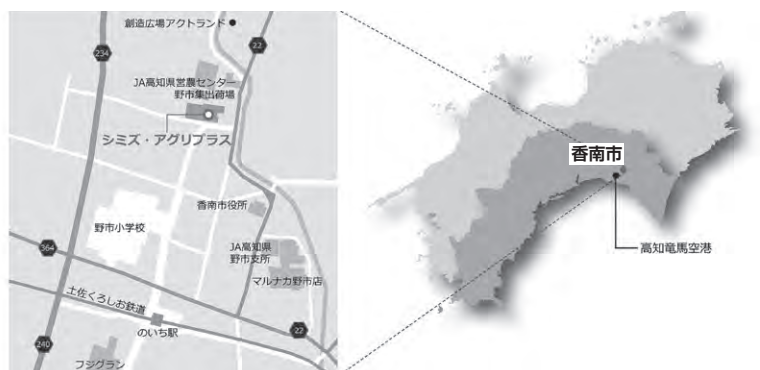 創造広場アクトランド
22
234
JA高知県営農センター
野市集出荷場
シミズ・アグリプラス
香南市役所
野市小学校
JA高知県
野市支所
マルナカ野市店
364
土佐くろしお鉄道
のいち駅
22
240
フジグラン
香南市
高知竜馬空港